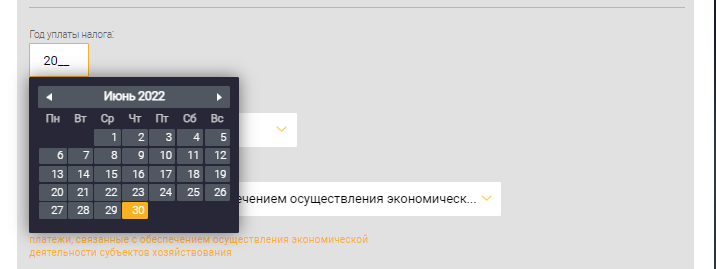 Год уплаты налога:
20__
Июнь 2022
Пн Вт Ср Чт Пт Сб Вс
1 2 3 4 5
6 7 8 9 10 11 12
13 14 15 16 17 18 19
20 21 22 23 24 25 26
27 28 29 30
ечением осуществления экономическ...
платежи, связанные с обеспечением осуществления экономической
деятельности субъектов хозяйствования